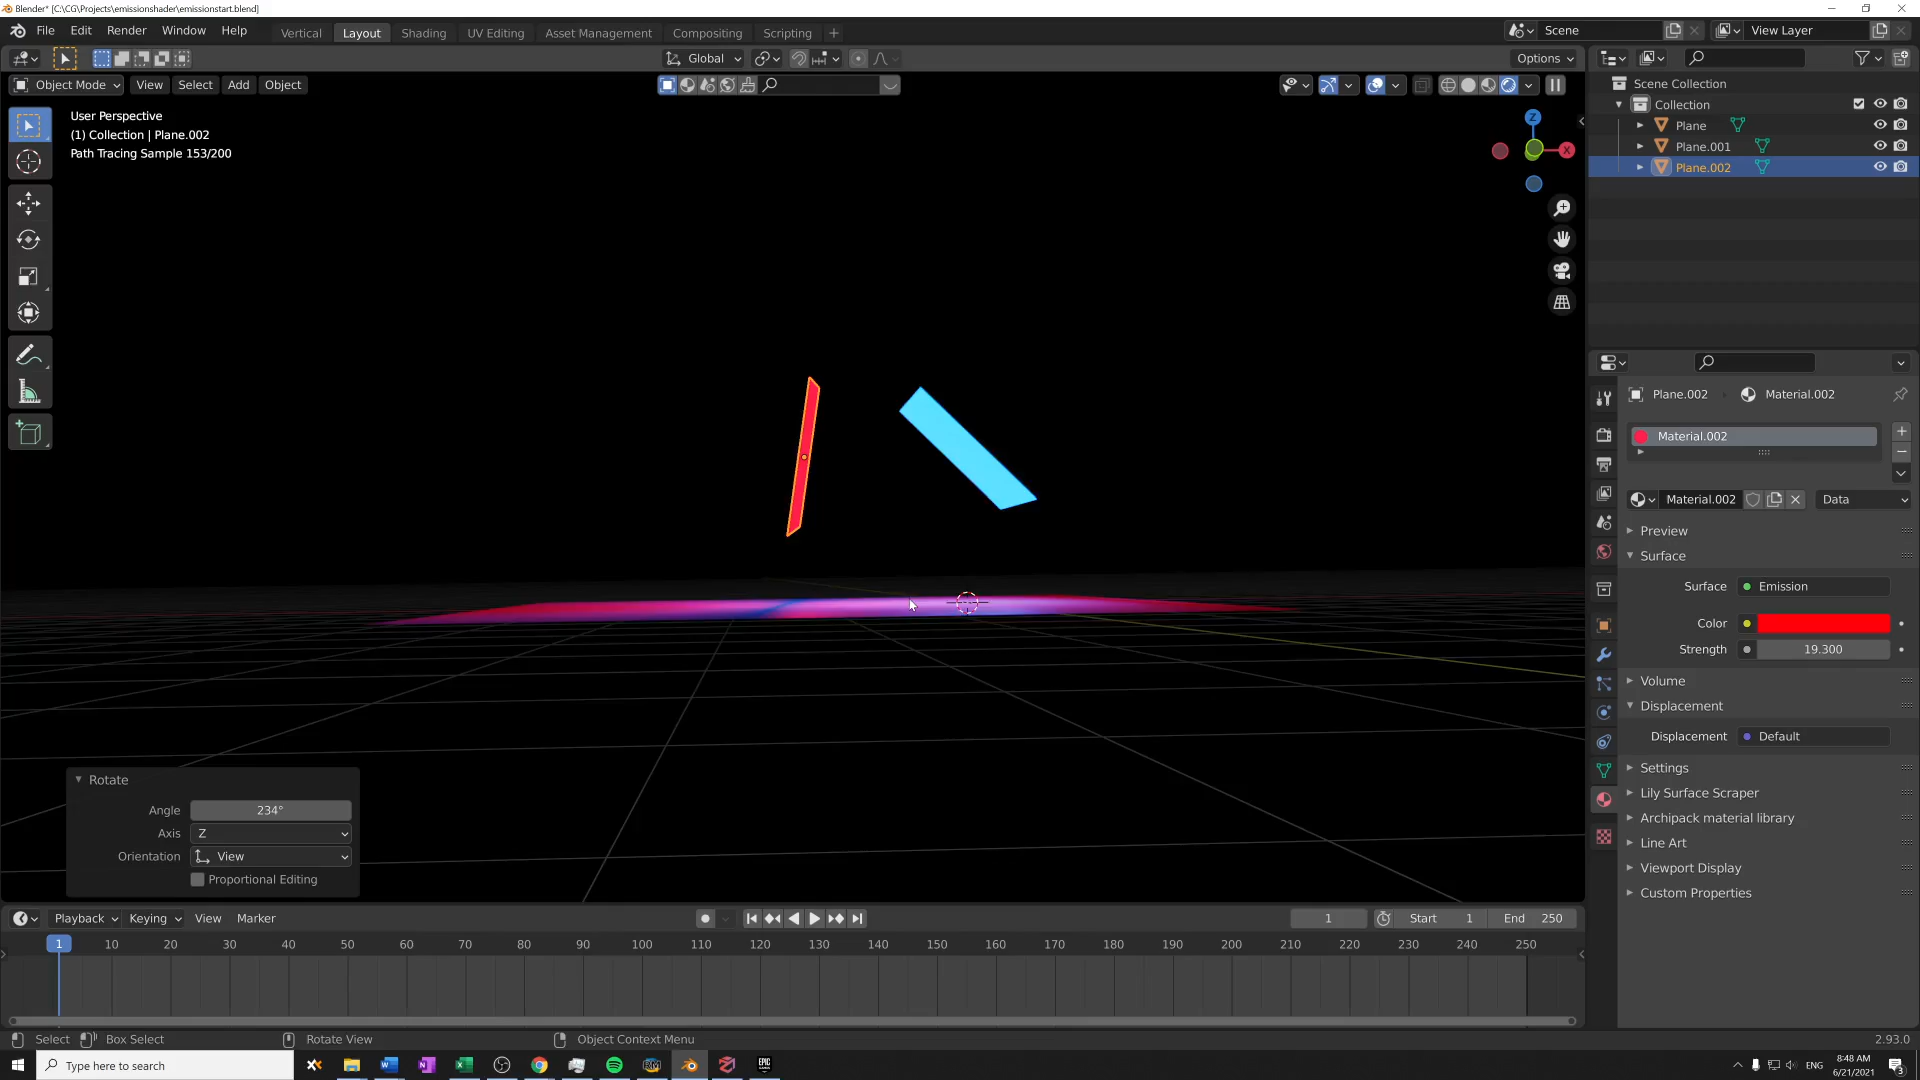 Blender* [C:\CG\Projects\emissionshader\emissionstart.blend]
File Edit Render Window Help
Vertical Layout Shading UV Editing Asset Management Compositing Scripting
Scene
View Layer
Global
Options
Object Mode View Select Add Object
User Perspective
(1) Collection | Plane.002
Path Tracing Sample 153/200
Z
X
Scene Collection
Collection
Plane
Plane.001
Plane.002
Plane.002 Material.002
Material.002
Material.002 Data
Preview
Surface
Surface Emission
Color
Strength 19.300
Volume
Displacement
Displacement Default
Settings
Lily Surface Scraper
Archipack material library
Line Art
Viewport Display
Custom Properties
Rotate
Angle 234°
Axis Z
Orientation View
Proportional Editing
Playback Keying View Marker
1 Start 1 End 250
1 10 20 30 40 50 60 70 80 90 100 110 120 130 140 150 160 170 180 190 200 210 220 230 240 250
Select Box Select Rotate View Object Context Menu 2.93.0
Type here to search
EPIC GAMES
ENG
8:48 AM
6/21/2021
3